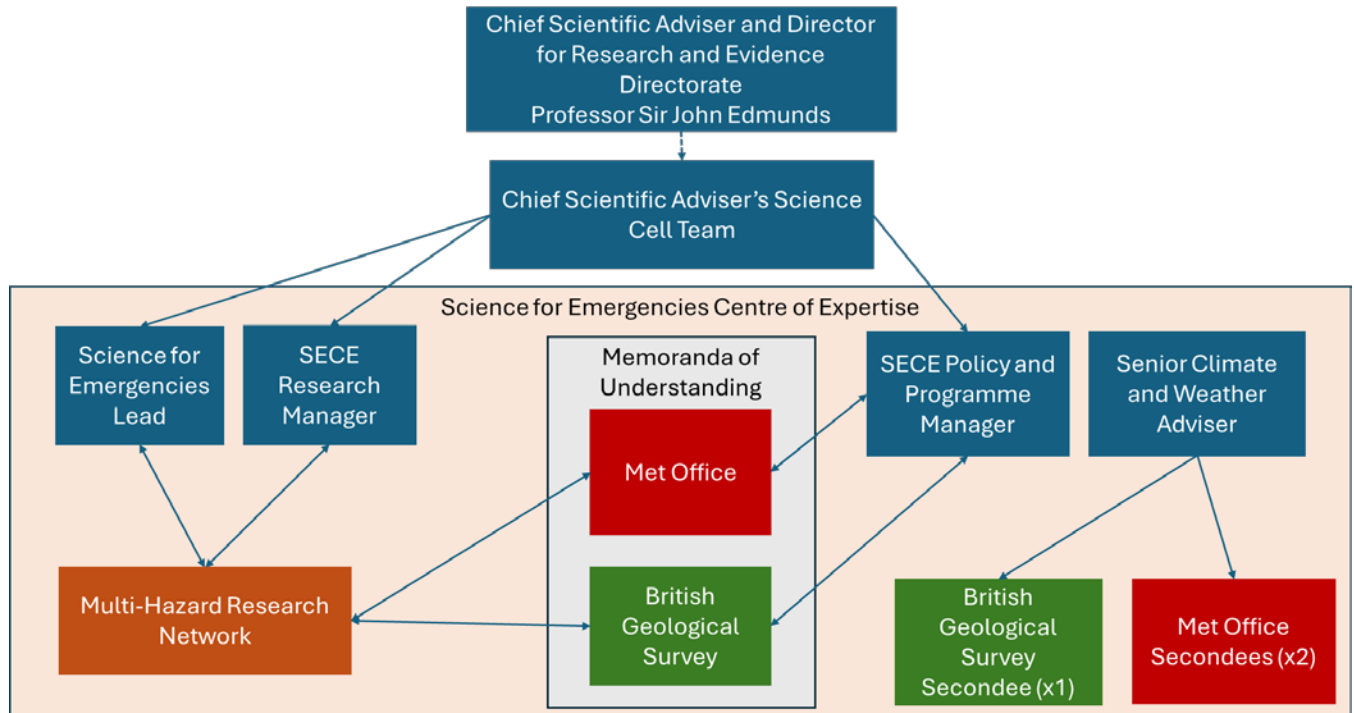 Chief Scientific Adviser and Director
for Research and Evidence
Directorate
Professor Sir John Edmunds
Chief Scientific Adviser’s Science
Cell Team
Science for Emergencies Centre of Expertise
Science for
Emergencies
Lead
SECE
Research
Manager
Memoranda of
Understanding
Met Office
British
Geological
Survey
SECE Policy and
Programme
Manager
Senior Climate
and Weather
Adviser
Multi-Hazard Research
Network
British
Geological
Survey
Secondee (x1)
Met Office
Secondees (x2)